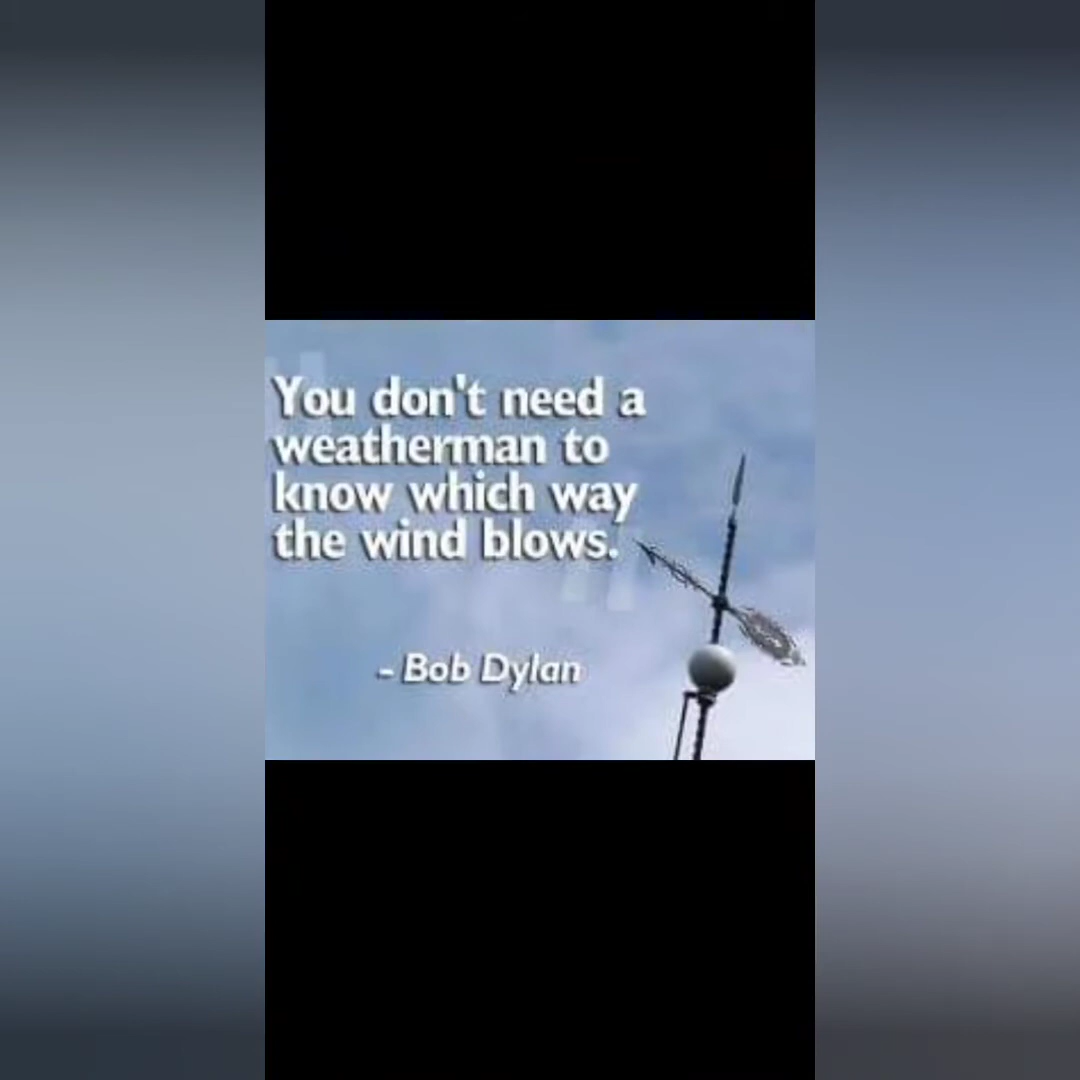 You don't need a
weatherman to
know which way
the wind blows.
- Bob Dylan